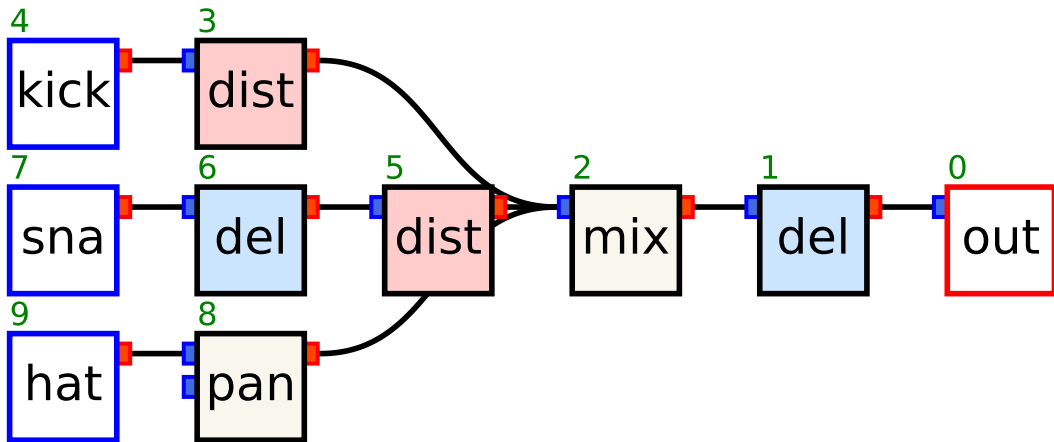 4 3
kick dist
7 6 5 2 1 0
sna del dist mix del out
9 8
hat pan